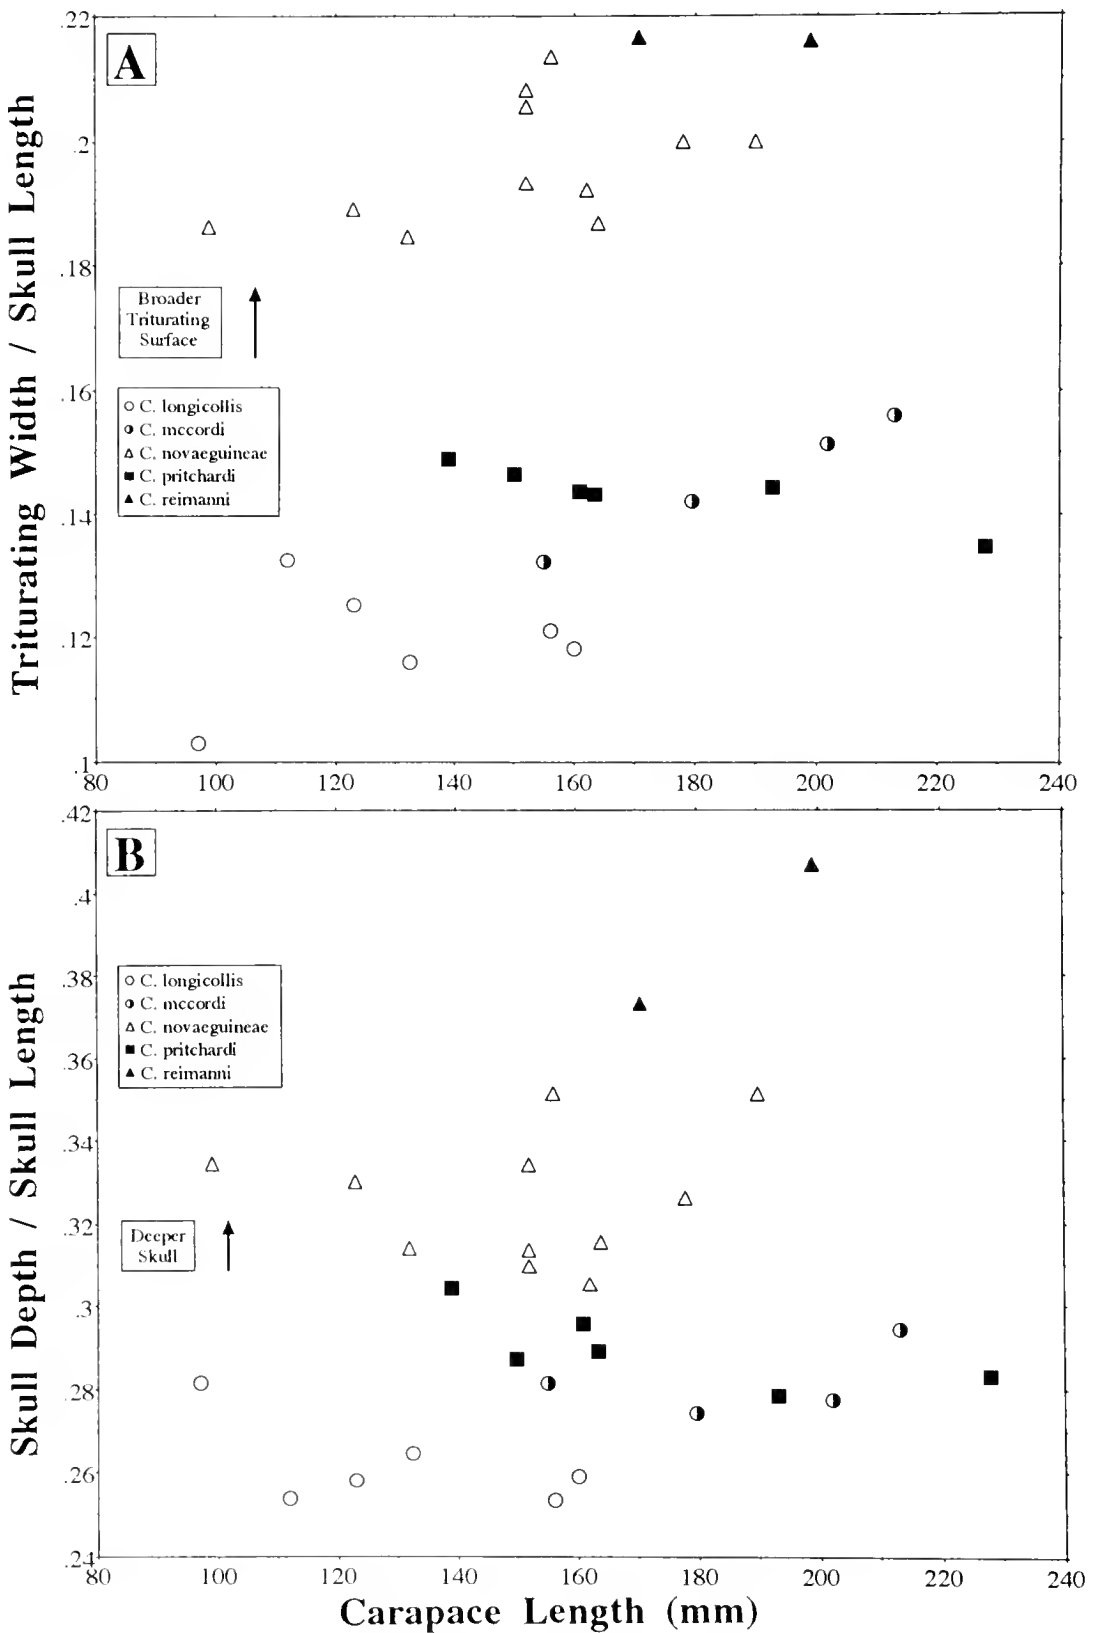 A
Triturating Width / Skull Length
.22
.2
.18
.16
.14
.12
.1
Broader
Triturating
Surface
C. longicollis
C. mccordi
C. novaeguineae
C. pritchardi
C. reimanni
80 100 120 140 160 180 200 220 240
B
Skull Depth / Skull Length
.42
.4
.38
.36
.34
.32
.3
.28
.26
.24
C. longicollis
C. mccordi
C. novaeguineae
C. pritchardi
C. reimanni
Deeper
Skull
80 100 120 140 160 180 200 220 240
Carapace Length (mm)